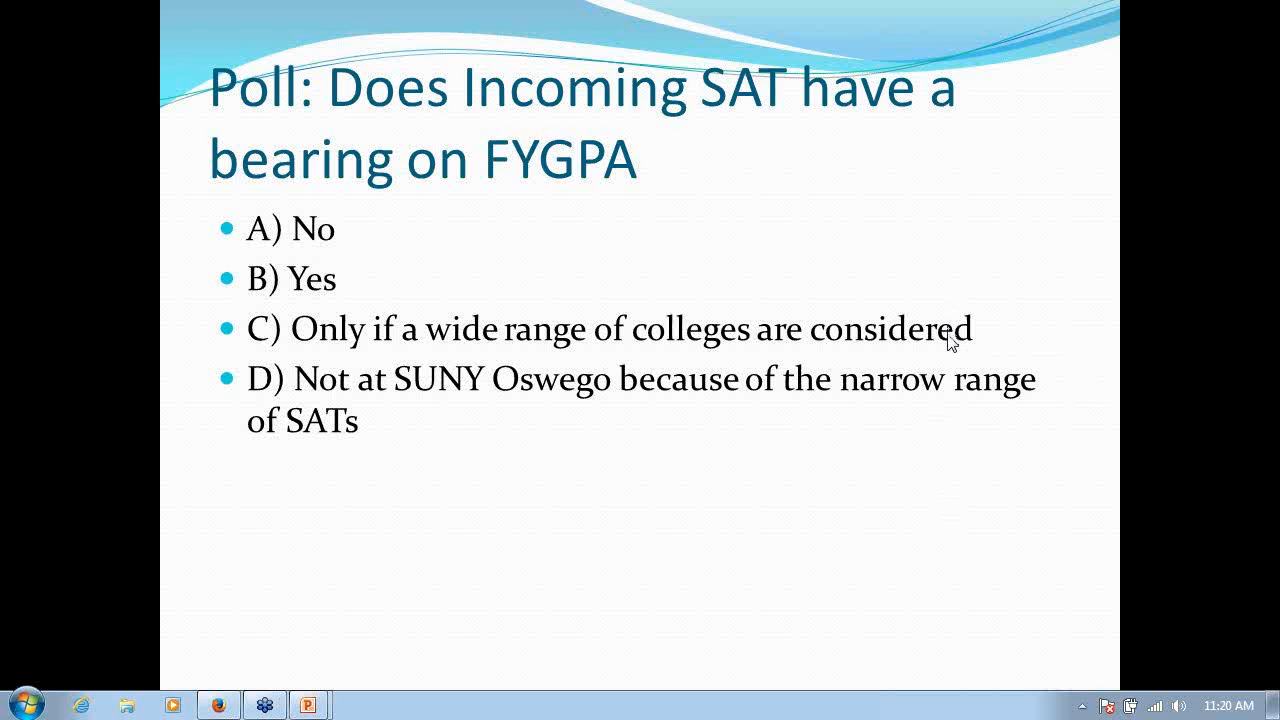 Poll: Does Incoming SAT have a
bearing on FYGPA
A) No
B) Yes
C) Only if a wide range of colleges are considered
D) Not at SUNY Oswego because of the narrow range
of SATs
11:20 AM